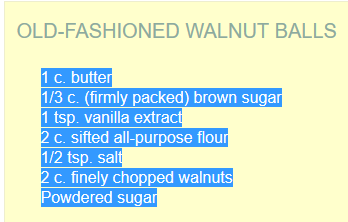 OLD-FASHIONED WALNUT BALLS
1 c. butter
1/3 c. (firmly packed) brown sugar
1 tsp. vanilla extract
2 c. sifted all-purpose flour
1/2 tsp. salt
2 c. finely chopped walnuts
Powdered sugar